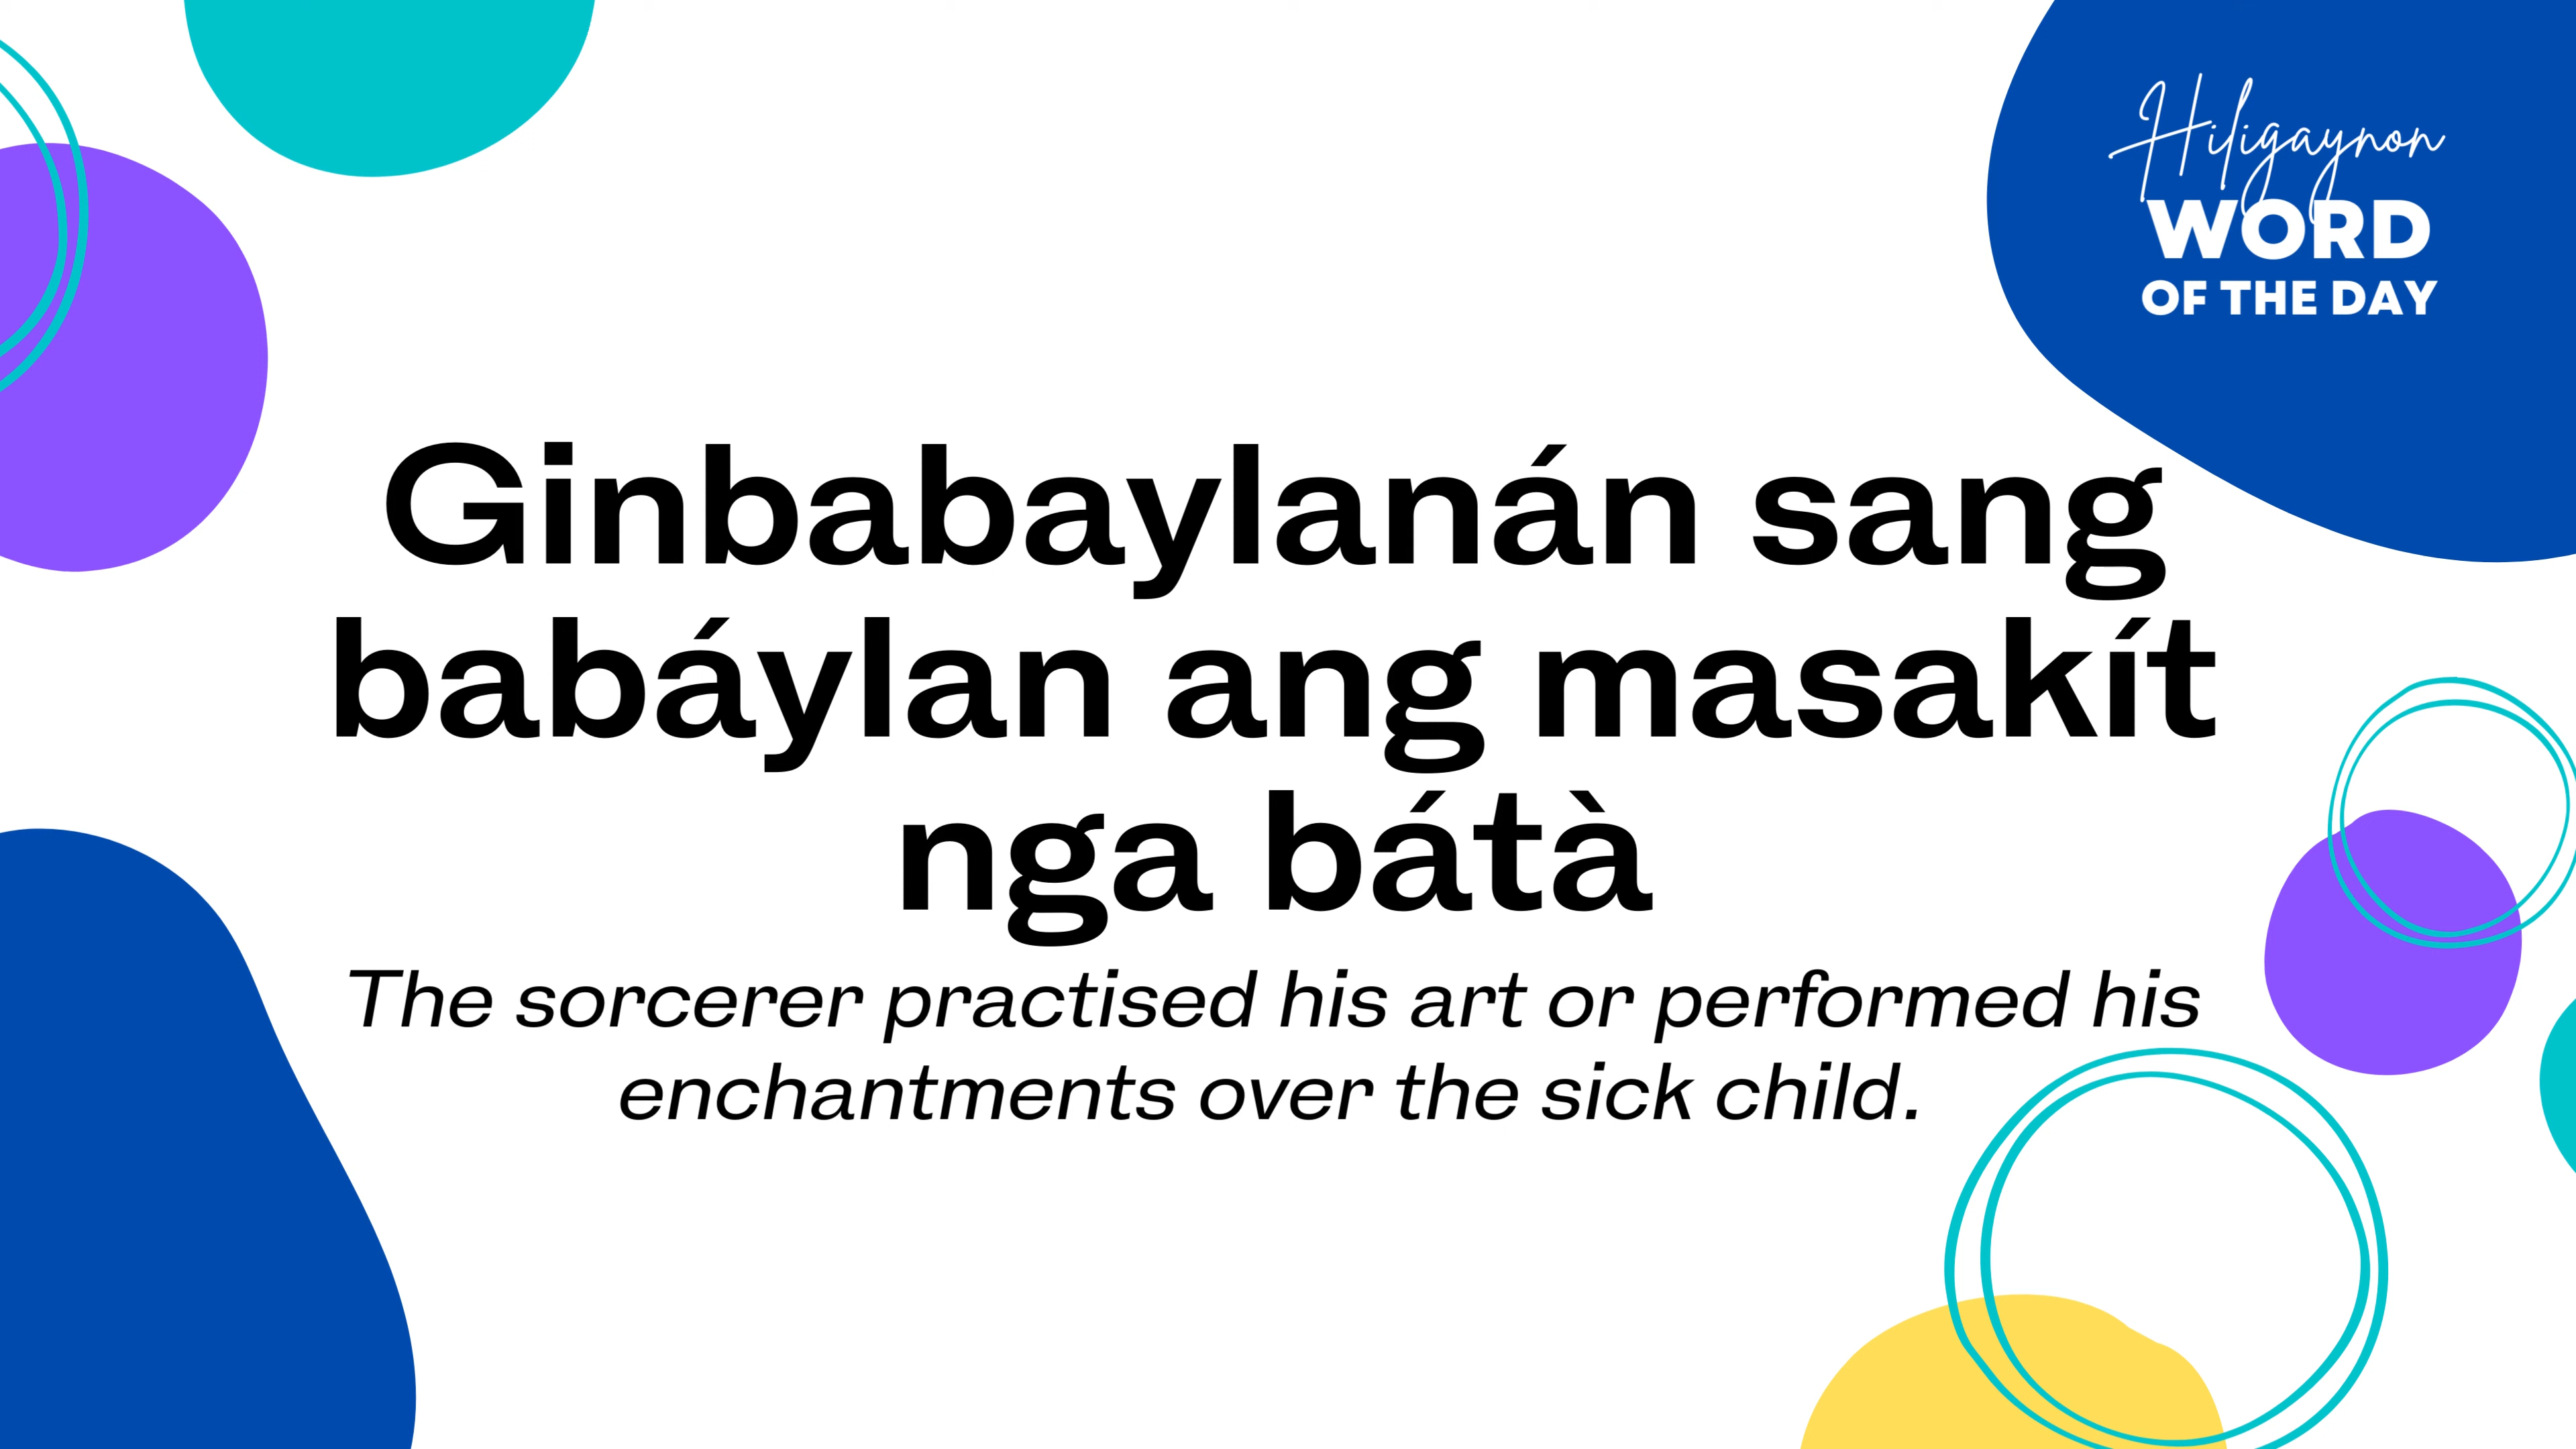 Hiligaynon
WORD
OF THE DAY
Ginbabaylanán sang
babáylan ang masakít
nga bátà
The sorcerer practised his art or performed his
enchantments over the sick child.